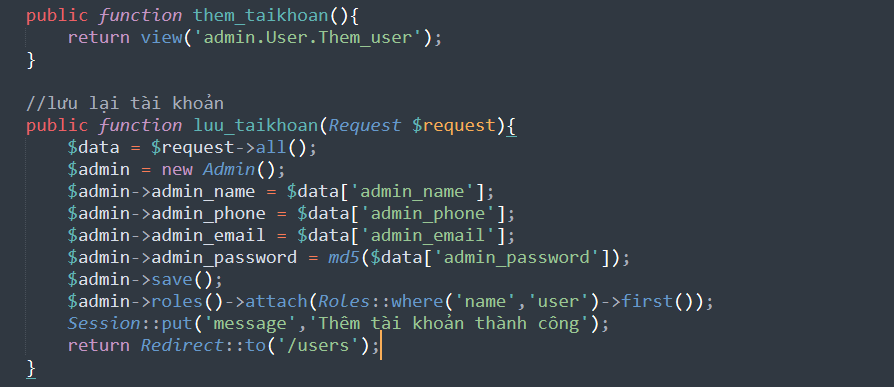 public function them_taikhoan(){
    return view('admin.User.Them_user');
}

//lưu lại tài khoản
public function luu_taikhoan(Request $request){
    $data = $request->all();
    $admin = new Admin();
    $admin->admin_name = $data['admin_name'];
    $admin->admin_phone = $data['admin_phone'];
    $admin->admin_email = $data['admin_email'];
    $admin->admin_password = md5($data['admin_password']);
    $admin->save();
    $admin->roles()->attach(Roles::where('name','user')->first());
    Session::put('message','Thêm tài khoản thành công');
    return Redirect::to('/users');
}